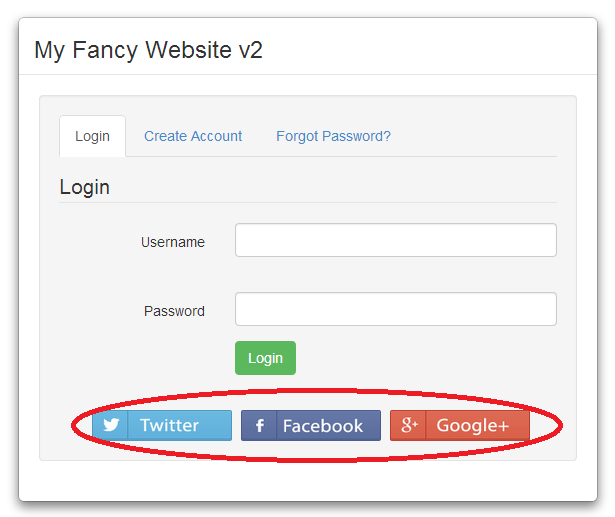 My Fancy Website v2
Login Create Account Forgot Password?
Login
Username
Password
Login
Twitter Facebook g+ Google+